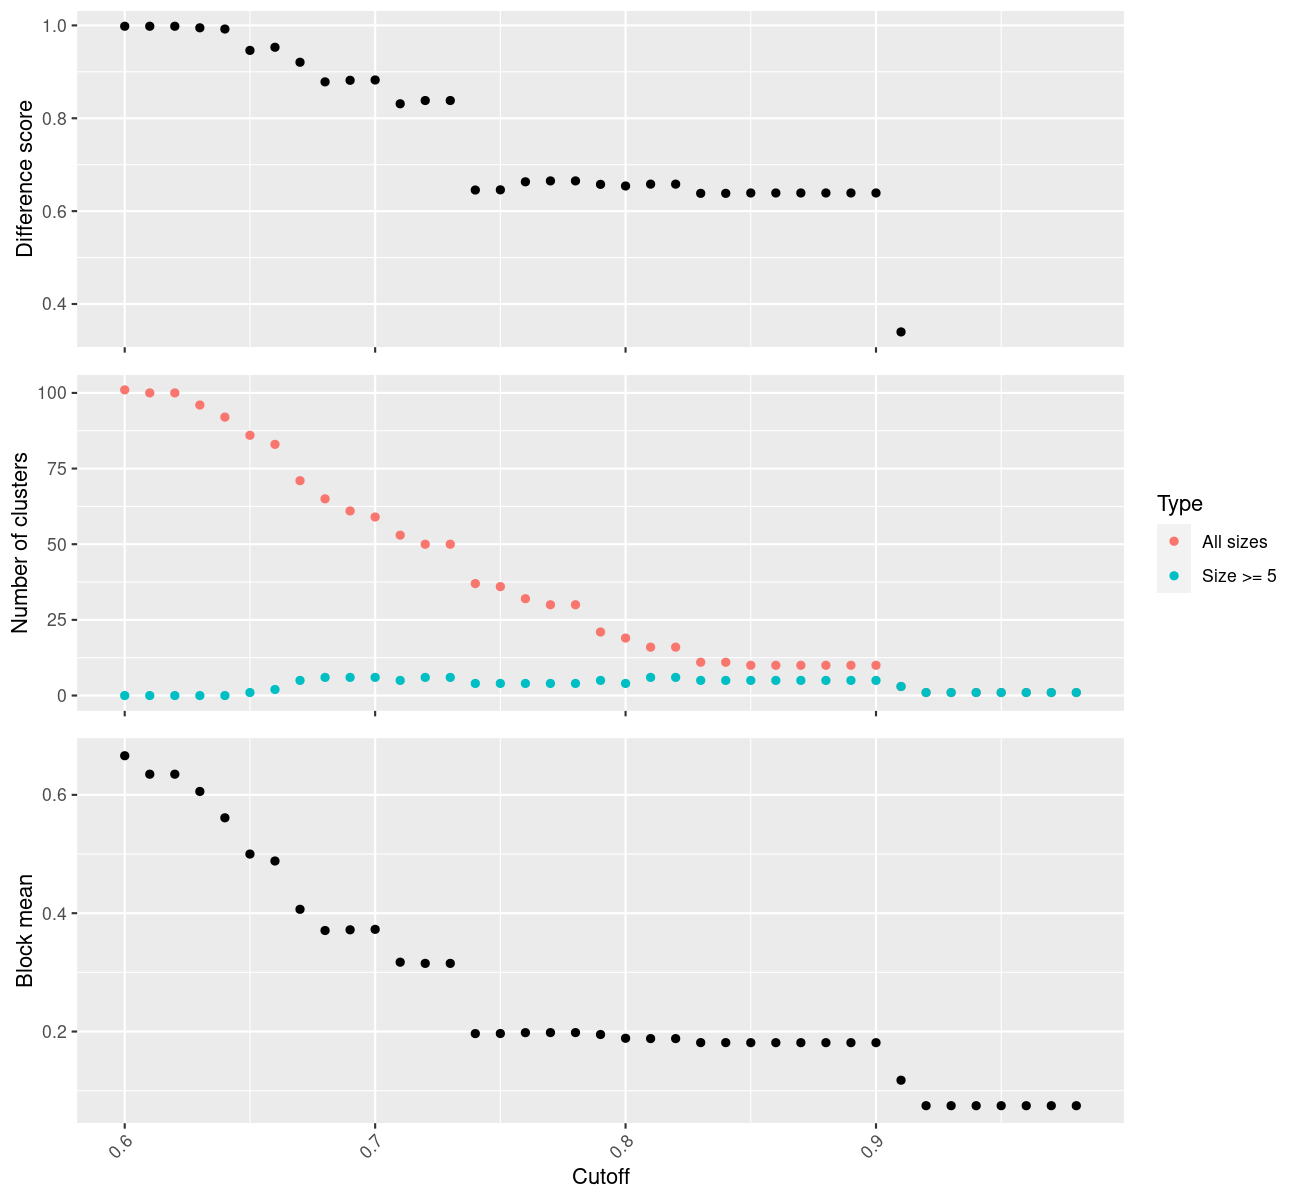 1.0
0.8
0.6
0.4
Difference score
100
75
50
25
0
Number of clusters
Type
All sizes
Size >= 5
0.6
0.4
0.2
Block mean
0.6
0.7
0.8
0.9
Cutoff